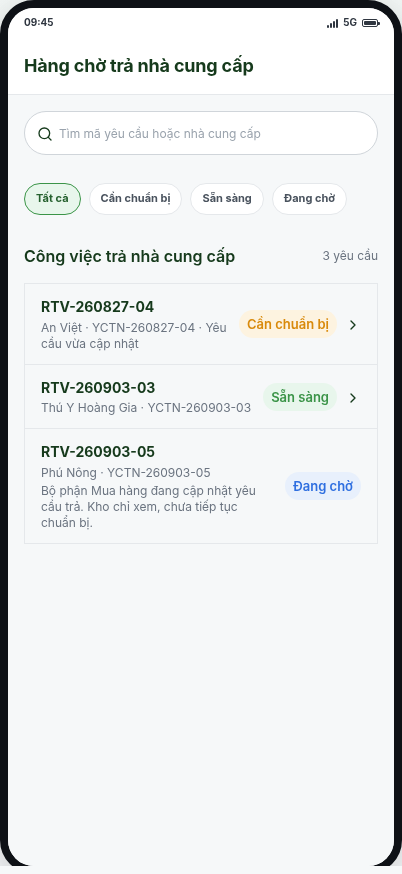 09:45
5G
Hàng chờ trả nhà cung cấp
Tìm mã yêu cầu hoặc nhà cung cấp
Tất cả
Cần chuẩn bị
Sẵn sàng
Đang chờ
Công việc trả nhà cung cấp
3 yêu cầu
RTV-260827-04
An Việt · YCTN-260827-04 · Yêu
cầu vừa cập nhật
Cần chuẩn bị
RTV-260903-03
Thú Y Hoàng Gia · YCTN-260903-03
Sẵn sàng
RTV-260903-05
Phú Nông · YCTN-260903-05
Bộ phận Mua hàng đang cập nhật yêu
cầu trả. Kho chỉ xem, chưa tiếp tục
chuẩn bị.
Đang chờ